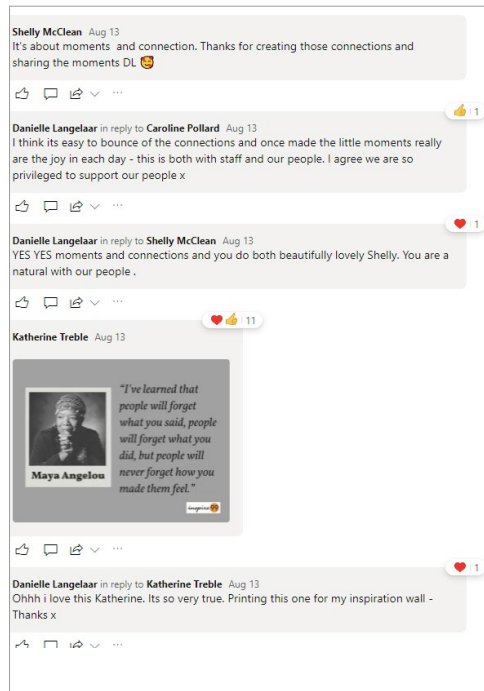 Shelly McClean Aug 13
It's about moments and connection. Thanks for creating those connections and
sharing the moments DL 🥰
👍 1
Danielle Langelaar in reply to Caroline Pollard Aug 13
I think its easy to bounce of the connections and once made the little moments really
are the joy in each day - this is both with staff and our people. I agree we are so
privileged to support our people x
❤️ 1
Danielle Langelaar in reply to Shelly McClean Aug 13
YES YES moments and connections and you do both beautifully lovely Shelly. You are a
natural with our people .
❤️👍 11
Katherine Treble Aug 13
"I've learned that
people will forget
what you said, people
will forget what you
did, but people will
never forget how you
made them feel."
Maya Angelou
inspire99
❤️ 1
Danielle Langelaar in reply to Katherine Treble Aug 13
Ohhh i love this Katherine. Its so very true. Printing this one for my inspiration wall -
Thanks x